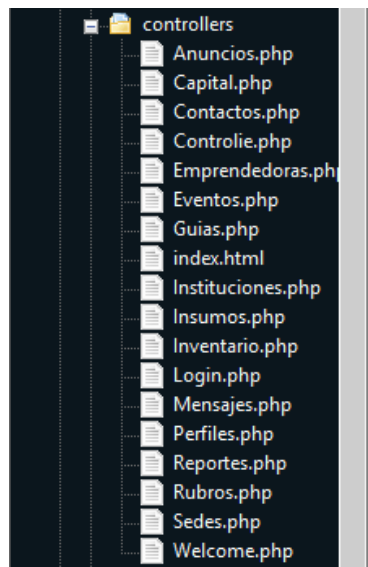 controllers
Anuncios.php
Capital.php
Contactos.php
Controlie.php
Emprendedoras.php
Eventos.php
Guias.php
index.html
Instituciones.php
Insumos.php
Inventario.php
Login.php
Mensajes.php
Perfiles.php
Reportes.php
Rubros.php
Sedes.php
Welcome.php